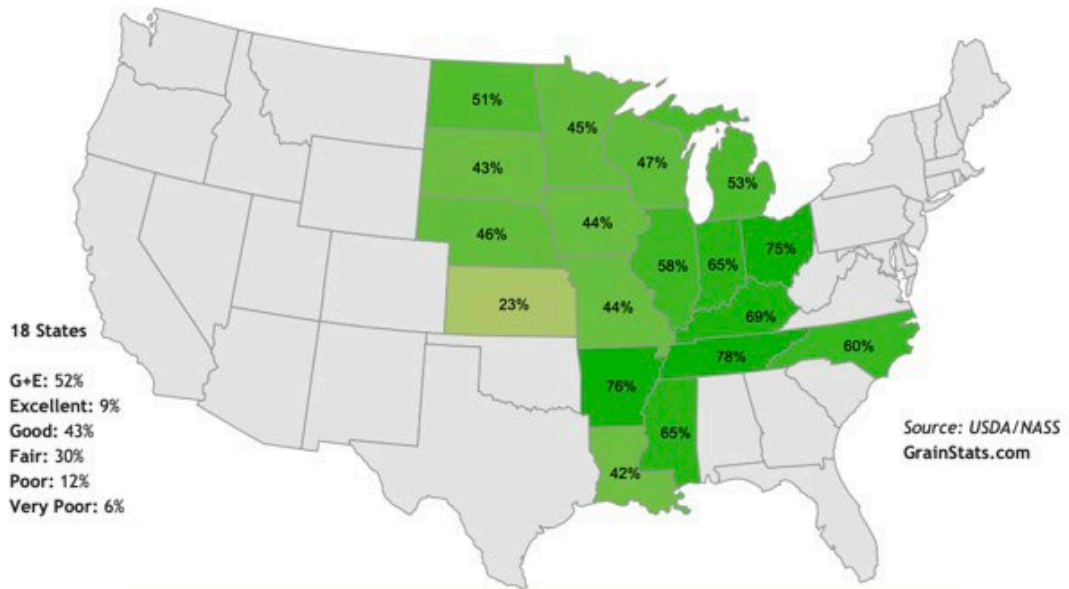 51%
45%
43%
47%
53%
46%
44%
58%
65%
75%
23%
44%
69%
18 States
78%
60%
76%
G+E: 52%
Excellent: 9%
Good: 43%
Fair: 30%
Poor: 12%
Very Poor: 6%
65%
42%
Source: USDA/NASS
GrainStats.com